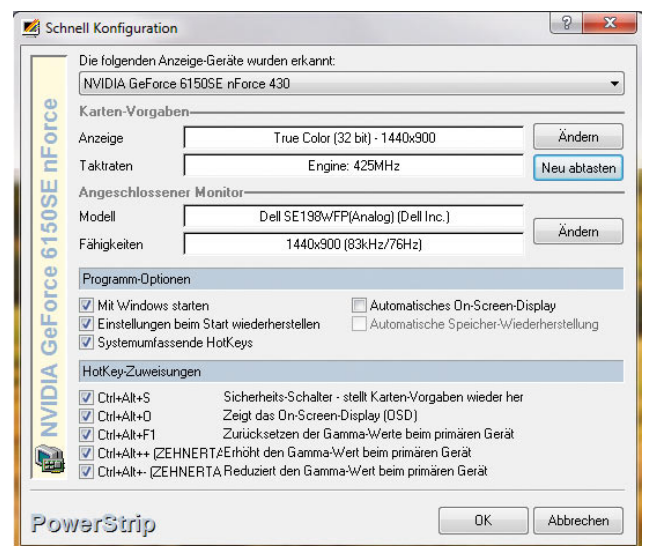 Schnell Konfiguration
Die folgenden Anzeige-Geräte wurden erkannt:
NVIDIA GeForce 6150SE nForce 430
Karten-Vorgaben
Anzeige True Color (32 bit) - 1440x900 Ändern
Taktraten Engine: 425MHz Neu abtasten
Angeschlossener Monitor
Modell Dell SE198WFP(Analog) (Dell Inc.)
Ändern
Fähigkeiten 1440x900 (83kHz/76Hz)
Programm-Optionen
Mit Windows starten Automatisches On-Screen-Display
Einstellungen beim Start wiederherstellen Automatische Speicher-Wiederherstellung
Systemumfassende HotKeys
HotKey-Zuweisungen
Ctrl+Alt+S Sicherheits-Schalter - stellt Karten-Vorgaben wieder her
Ctrl+Alt+O Zeigt das On-Screen-Display (OSD)
Ctrl+Alt+F1 Zurücksetzen der Gamma-Werte beim primären Gerät
Ctrl+Alt++ (ZEHNERTA Erhöht den Gamma-Wert beim primären Gerät
Ctrl+Alt+- (ZEHNERTA Reduziert den Gamma-Wert beim primären Gerät
NVIDIA GeForce 6150SE nForce
PowerStrip OK Abbrechen